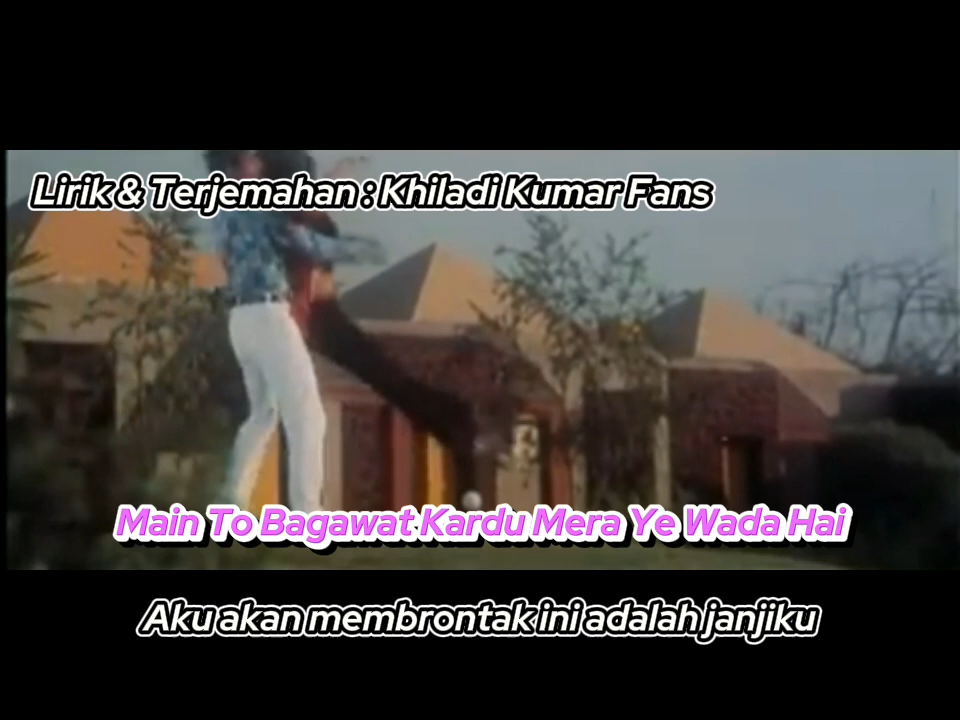 Lirik & Terjemahan : Khiladi Kumar Fans
Main To Bagawat Kardu Mera Ye Wada Hai
Aku akan membrontak ini adalah janjiku